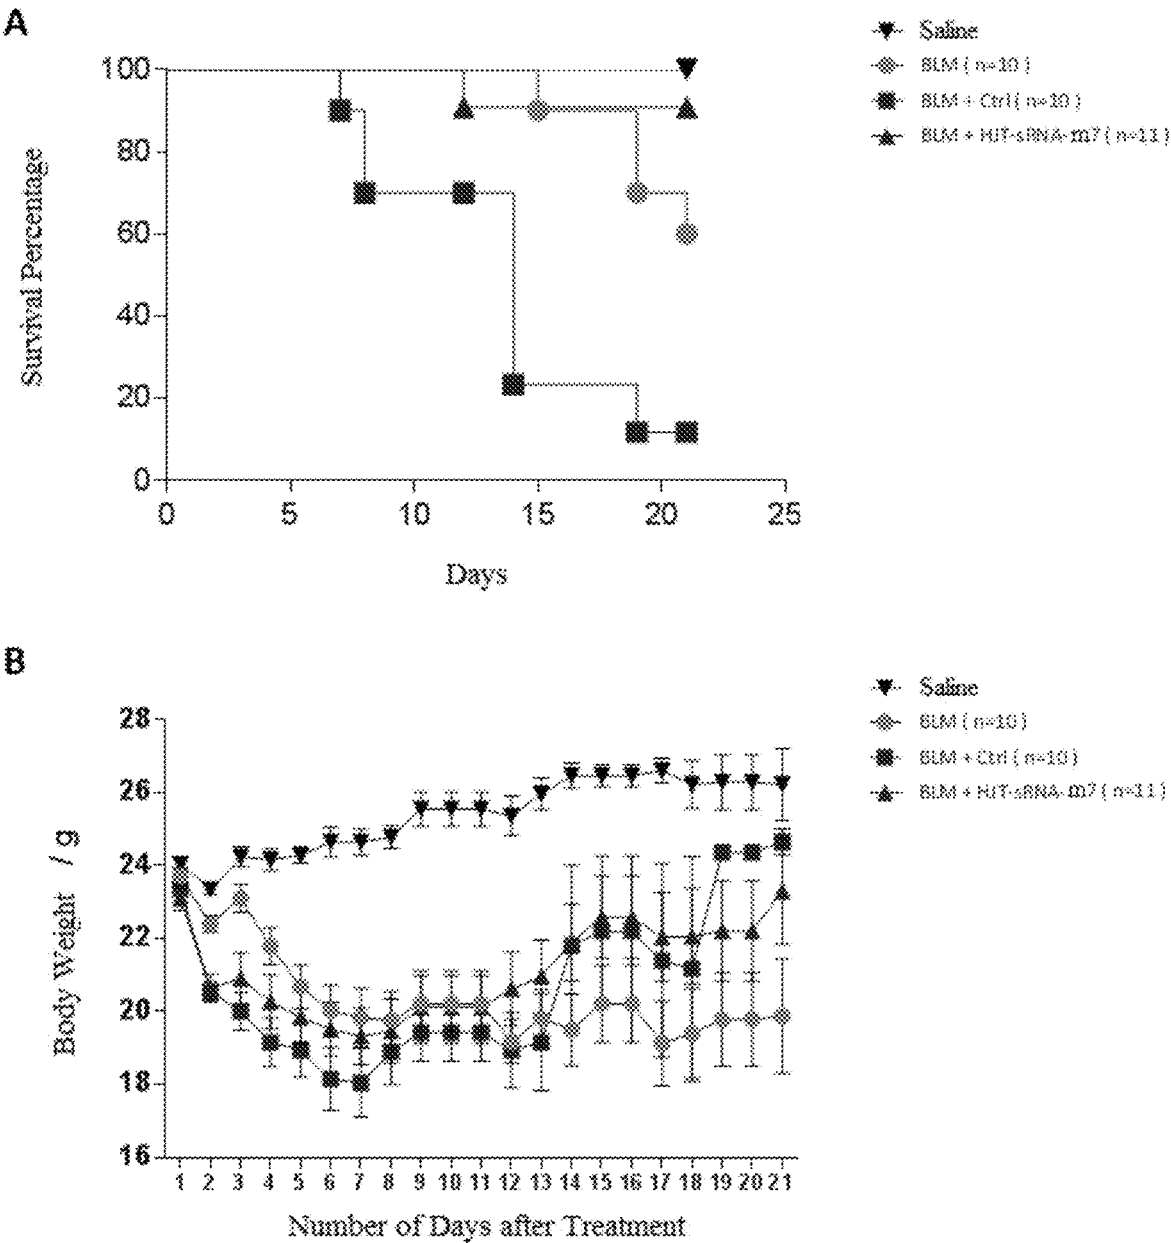 A
Saline
BLM ( n=10 )
BLM + Ctrl ( n=10 )
BLM + HJT-sRNA-m7 ( n=11 )
100
80
60
40
20
0
Survival Percentage
0 5 10 15 20 25
Days
B
Saline
BLM ( n=10 )
BLM + Ctrl ( n=10 )
BLM + HJT-sRNA-m7 ( n=11 )
28
26
24
22
20
18
16
Body Weight / g
1 2 3 4 5 6 7 8 9 10 11 12 13 14 15 16 17 18 19 20 21
Number of Days after Treatment